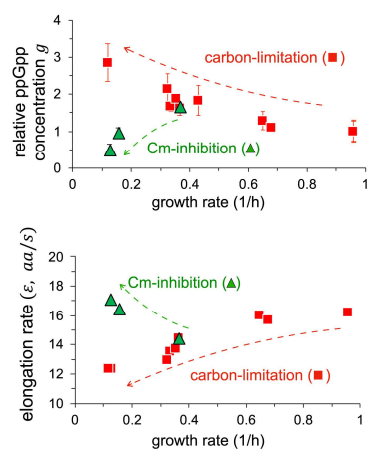 relative ppGpp
concentration g
4
3
2
1
0
carbon-limitation (■)
Cm-inhibition (▲)
0 0.2 0.4 0.6 0.8 1
growth rate (1/h)
elongation rate (ε, aa/s)
20
18
16
14
12
10
Cm-inhibition (▲)
carbon-limitation (■)
0 0.2 0.4 0.6 0.8 1
growth rate (1/h)